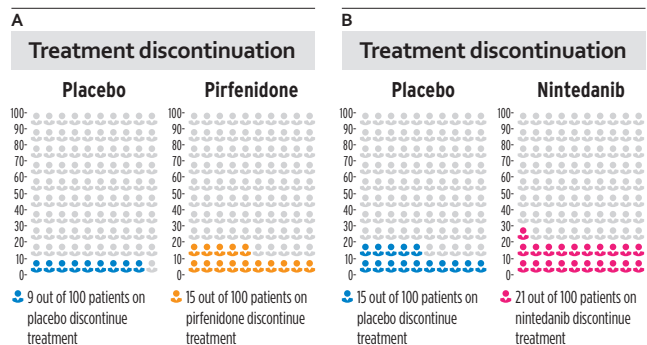 A
Treatment discontinuation
Placebo
Pirfenidone
100-
90-
80-
70-
60-
50-
40-
30-
20-
10-
0-
100-
90-
80-
70-
60-
50-
40-
30-
20-
10-
0-
9 out of 100 patients on
placebo discontinue
treatment
15 out of 100 patients on
pirfenidone discontinue
treatment
B
Treatment discontinuation
Placebo
Nintedanib
100-
90-
80-
70-
60-
50-
40-
30-
20-
10-
0-
100-
90-
80-
70-
60-
50-
40-
30-
20-
10-
0-
15 out of 100 patients on
placebo discontinue
treatment
21 out of 100 patients on
nintedanib discontinue
treatment